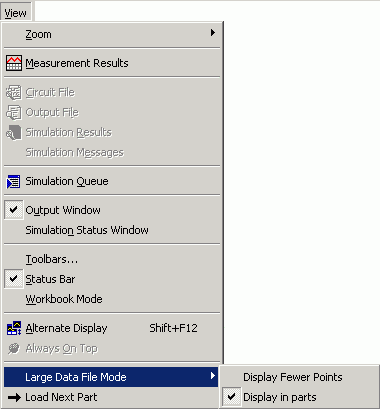 View
Zoom
Measurement Results
Circuit File
Output File
Simulation Results
Simulation Messages
Simulation Queue
Output Window
Simulation Status Window
Toolbars...
Status Bar
Workbook Mode
Alternate Display Shift+F12
Always On Top
Large Data File Mode
Display Fewer Points
Load Next Part
Display in parts